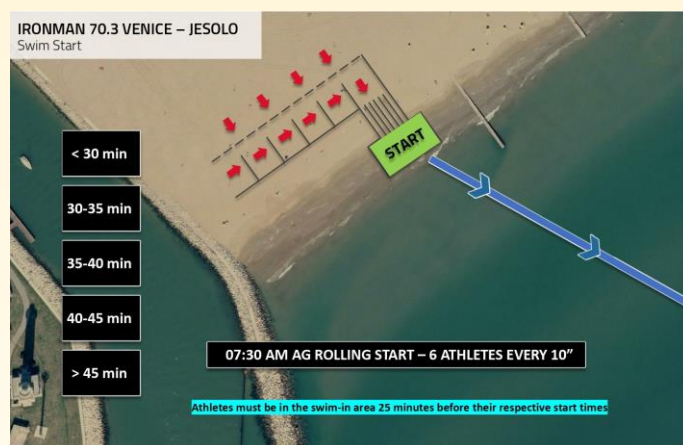 IRONMAN 70.3 VENICE – JESOLO
Swim Start
START
< 30 min
30-35 min
35-40 min
40-45 min
> 45 min
07:30 AM AG ROLLING START – 6 ATHLETES EVERY 10”
Athletes must be in the swim-in area 25 minutes before their respective start times